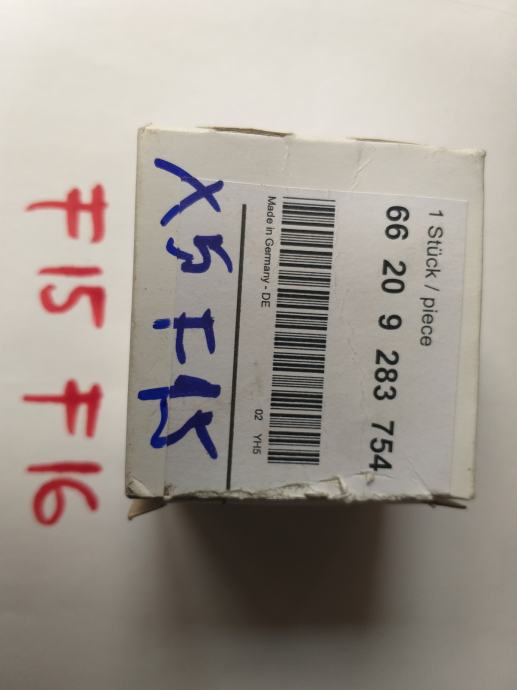 1 Stück / piece
66 20 9 283 754
02 YH5
Made in Germany - DE
X5 F15
F15 F16